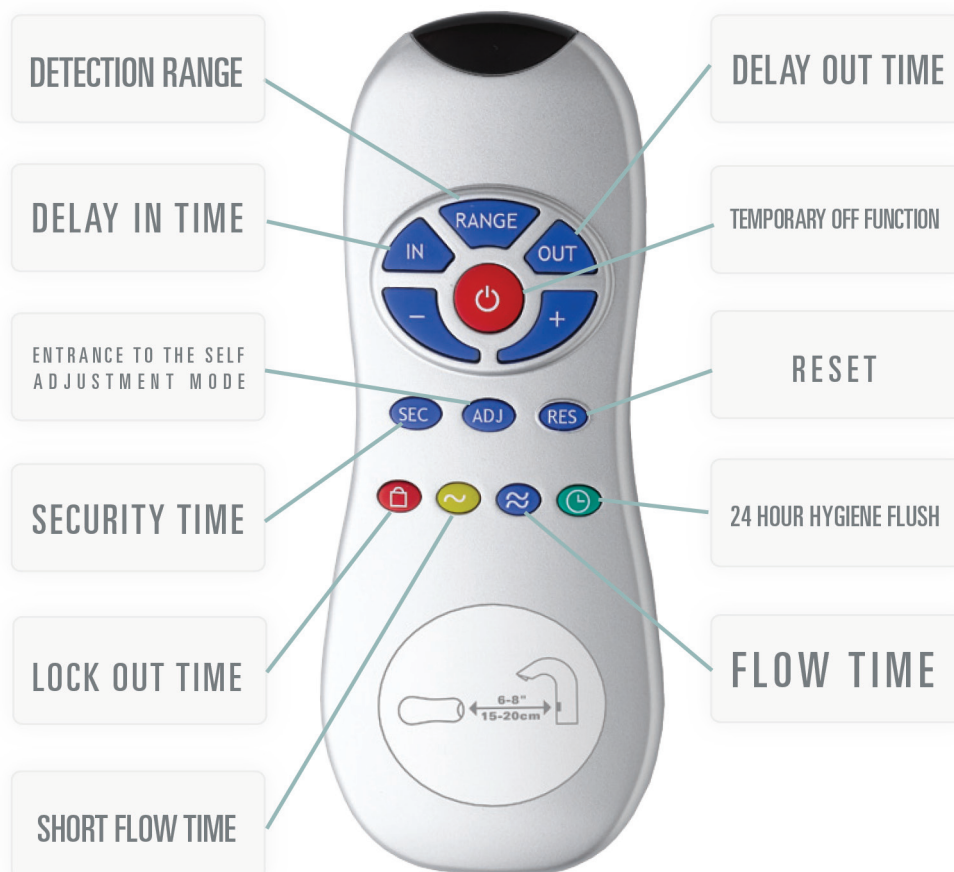 DETECTION RANGE
DELAY OUT TIME
DELAY IN TIME
TEMPORARY OFF FUNCTION
RANGE
IN
OUT
−
+
ENTRANCE TO THE SELF
ADJUSTMENT MODE
RESET
SEC
ADJ
RES
SECURITY TIME
24 HOUR HYGIENE FLUSH
LOCK OUT TIME
FLOW TIME
6-8"
15-20cm
SHORT FLOW TIME